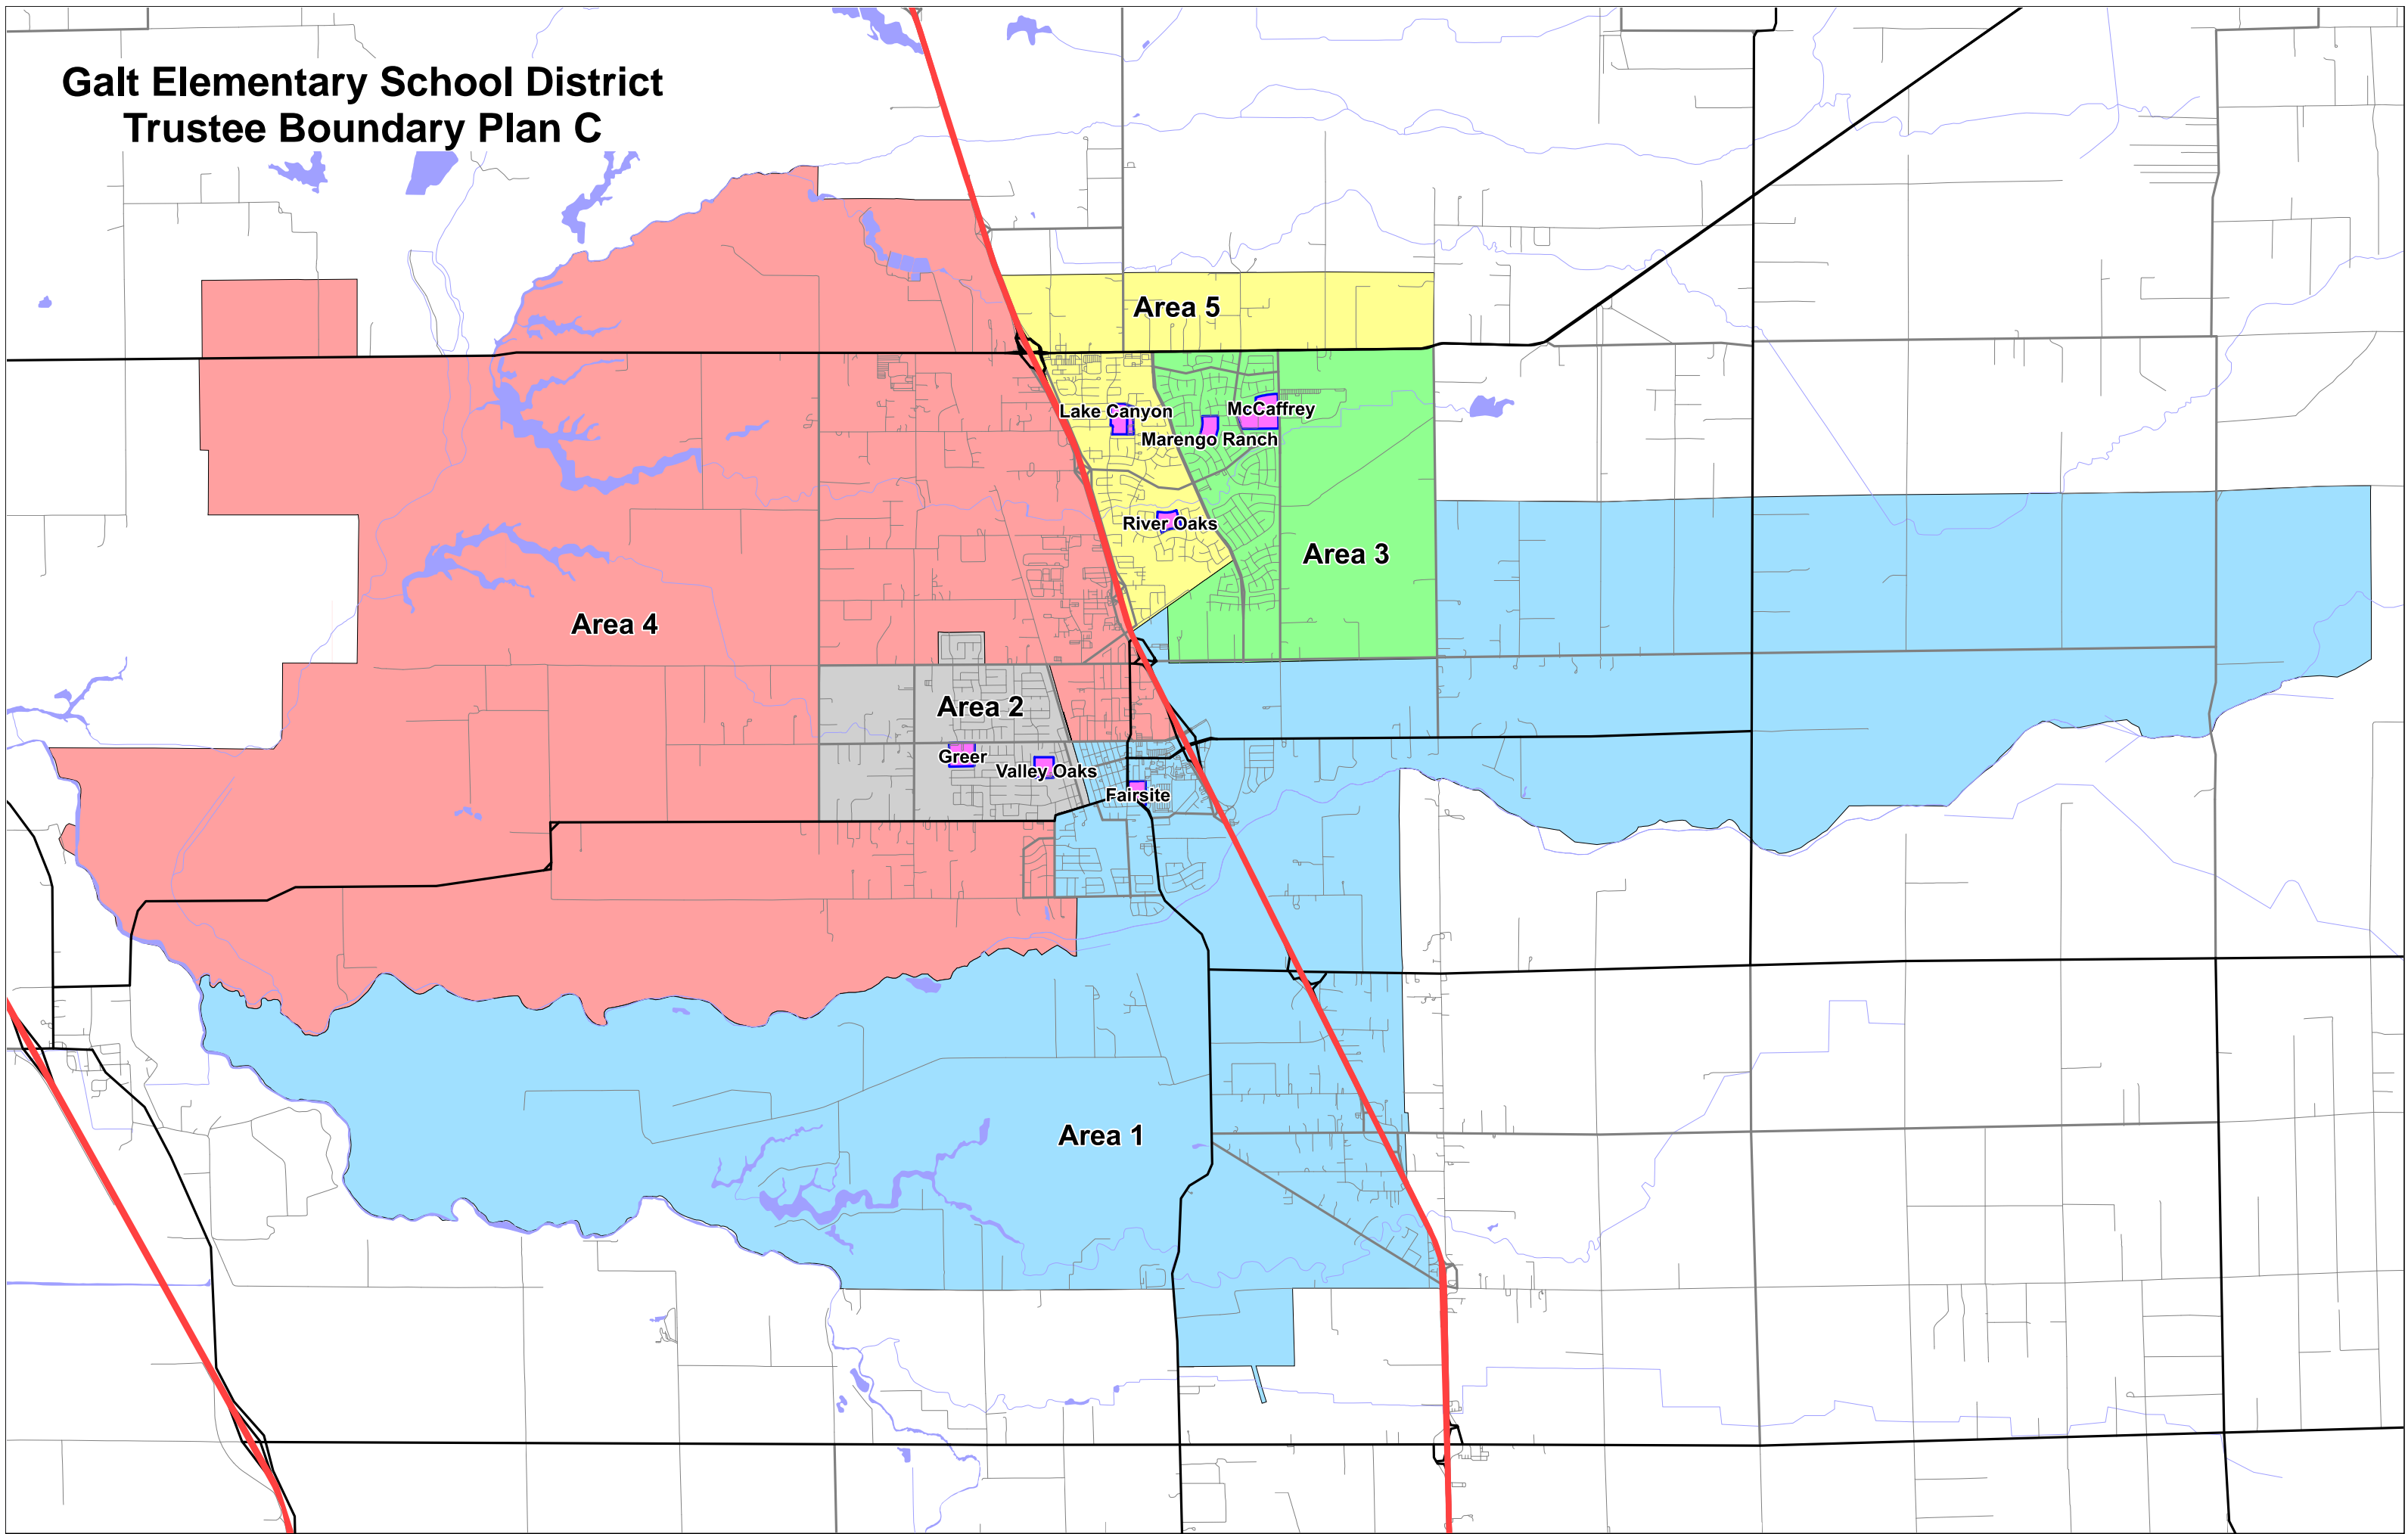 Galt Elementary School District
Trustee Boundary Plan C
Area 5
Lake Canyon
McCaffrey
Marengo Ranch
River Oaks
Area 3
Area 4
Area 2
Greer
Valley Oaks
Fairsite
Area 1